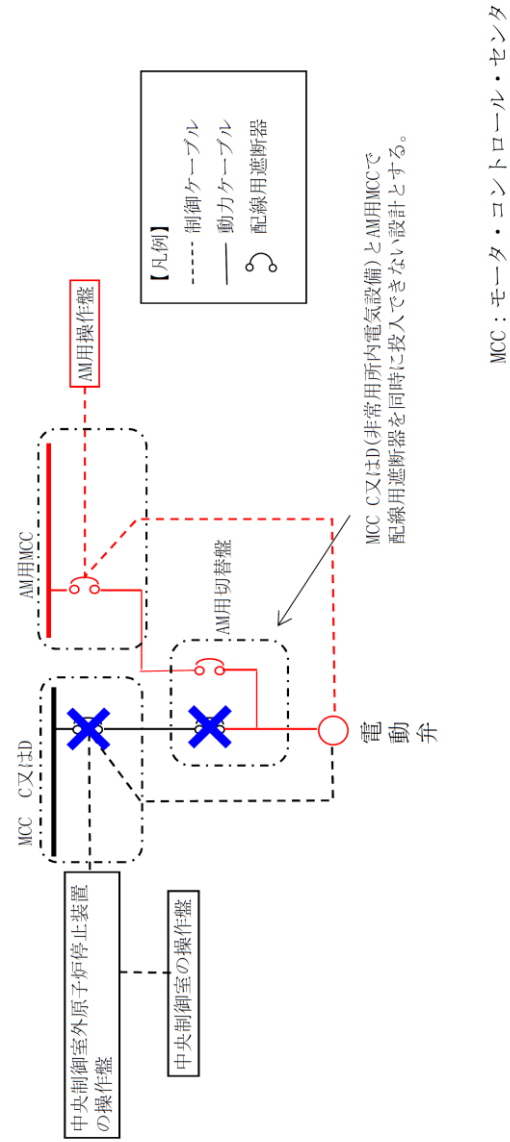 中央制御室外原子炉停止装置
の操作盤
中央制御室の操作盤
MCC C又はD
AM用MCC
AM用操作盤
AM用切替盤
電動弁
MCC C又はD(非常用所内電気設備)とAM用MCCで
配線用遮断器を同時に投入できない設計とする。
【凡例】
制御ケーブル
動力ケーブル
配線用遮断器
MCC:モータ・コントロール・センタ